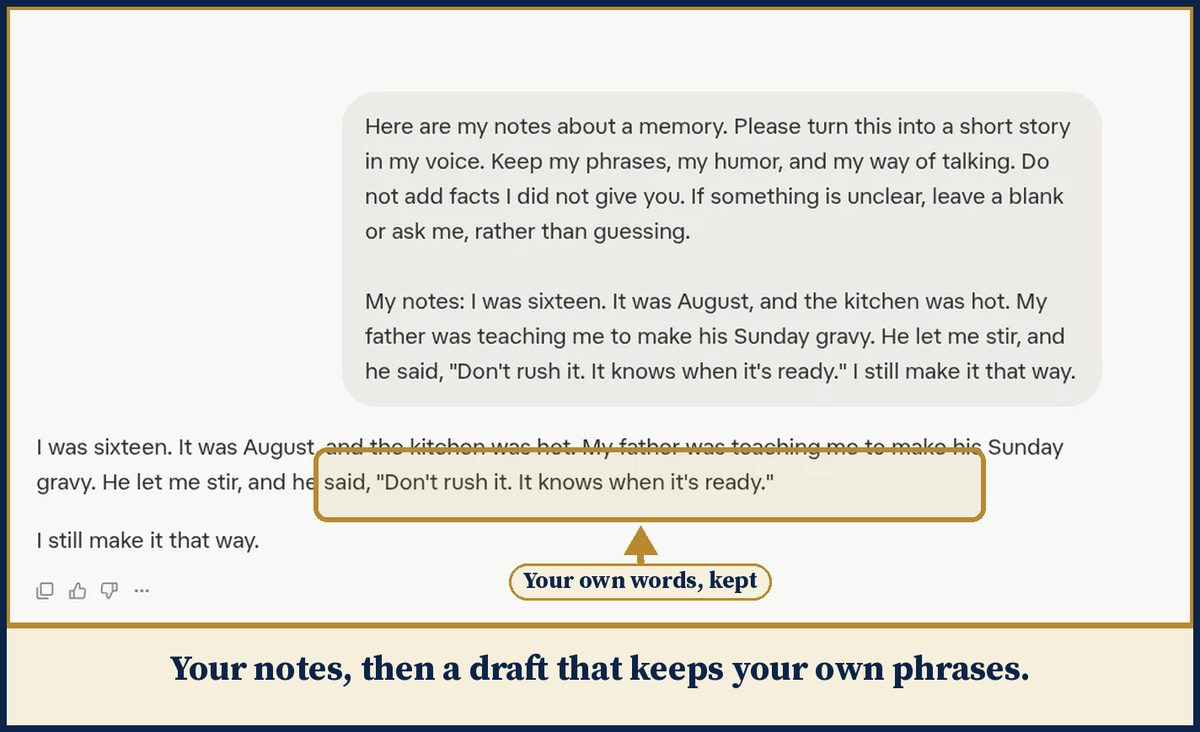 Here are my notes about a memory. Please turn this into a short story
in my voice. Keep my phrases, my humor, and my way of talking. Do
not add facts I did not give you. If something is unclear, leave a blank
or ask me, rather than guessing.
My notes: I was sixteen. It was August, and the kitchen was hot. My
father was teaching me to make his Sunday gravy. He let me stir, and
he said, "Don't rush it. It knows when it's ready." I still make it that way.
I was sixteen. It was August, and the kitchen was hot. My father was teaching me to make his Sunday
gravy. He let me stir, and he said, "Don't rush it. It knows when it's ready."
I still make it that way.
Your own words, kept
Your notes, then a draft that keeps your own phrases.